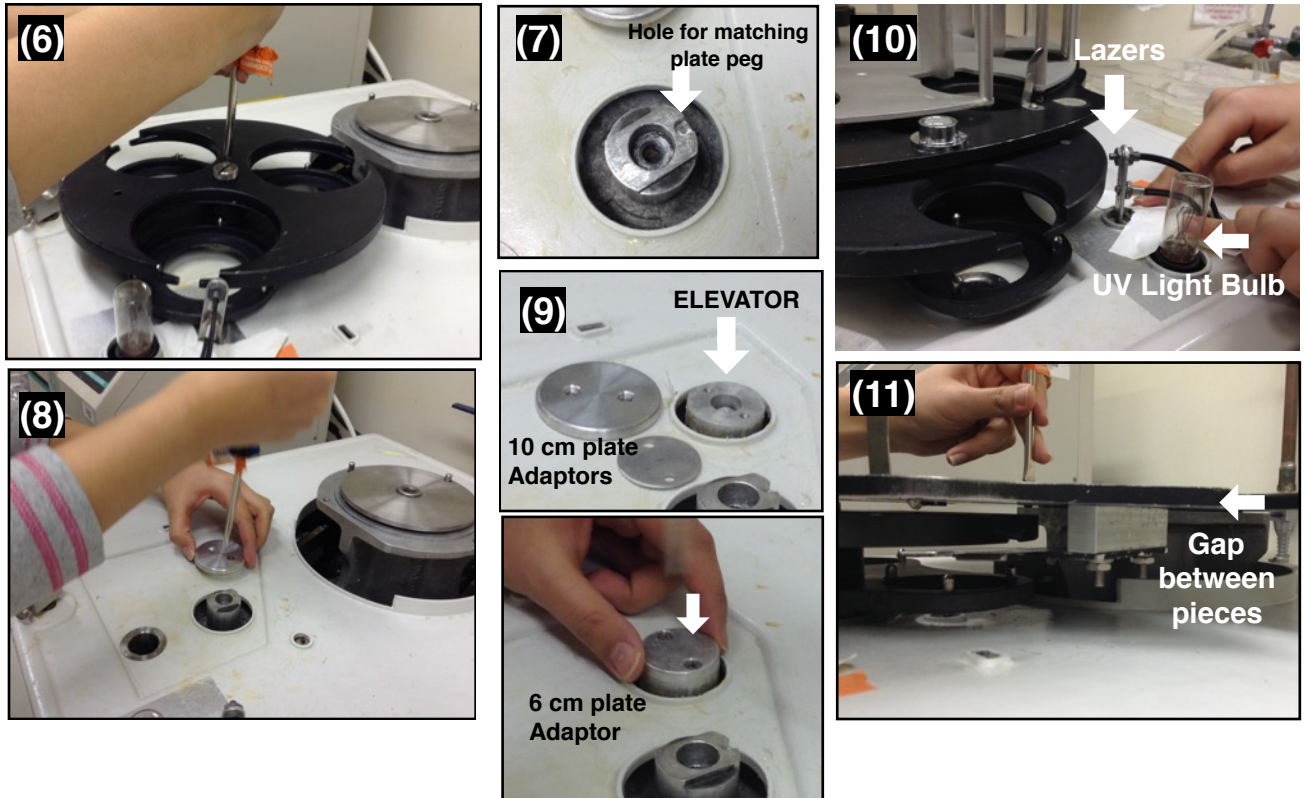 (6)
(7)
Hole for matching
plate peg
(10)
Lazers
UV Light Bulb
(8)
(9)
ELEVATOR
10 cm plate
Adaptors
6 cm plate
Adaptor
(11)
Gap
between
pieces